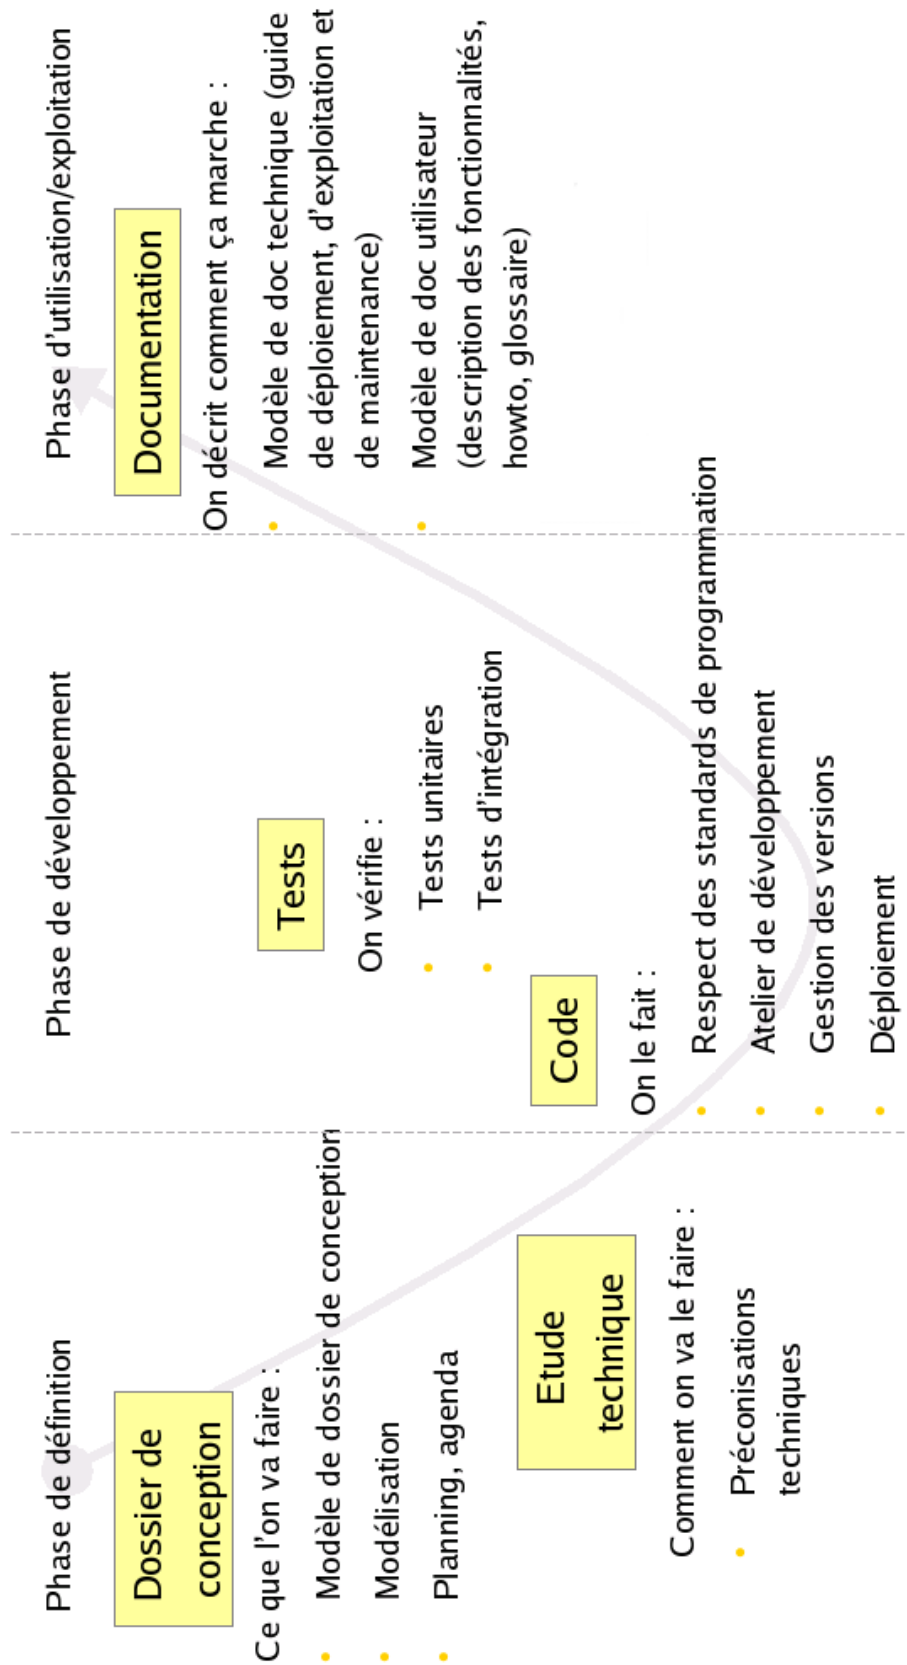 Phase de définition
Dossier de
conception
Ce que l'on va faire :
Modèle de dossier de conception
Modélisation
Planning, agenda
Etude
technique
Comment on va le faire :
Préconisations
techniques
Phase de développement
Tests
On vérifie :
Tests unitaires
Tests d'intégration
Code
On le fait :
Respect des standards de programmation
Atelier de développement
Gestion des versions
Déploiement
Phase d'utilisation/exploitation
Documentation
On décrit comment ça marche :
Modèle de doc technique (guide
de déploiement, d'exploitation et
de maintenance)
Modèle de doc utilisateur
(description des fonctionnalités,
howto, glossaire)